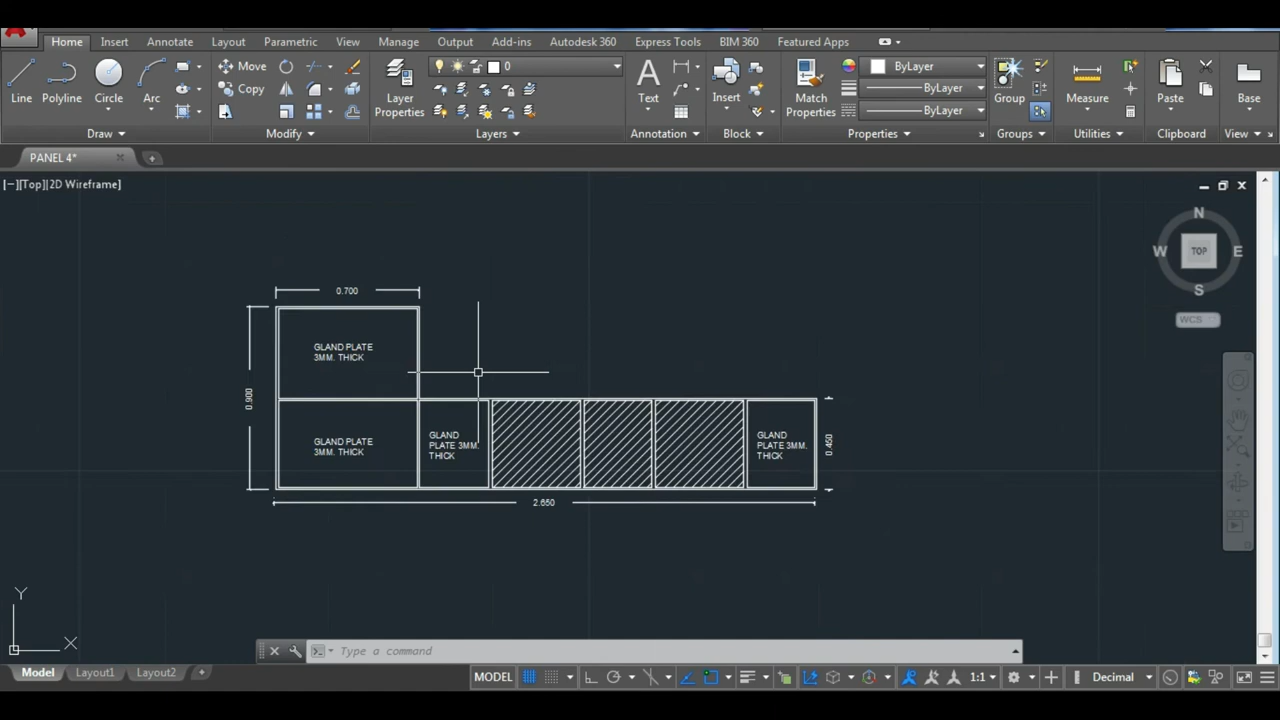 Home Insert Annotate Layout Parametric View Manage Output Add-ins Autodesk 360 Express Tools BIM 360 Featured Apps
Line Polyline Circle Arc
Move
Copy
Layer Properties
0
Text
Insert
Match Properties
ByLayer
ByLayer
ByLayer
Group
Measure
Paste
Base
Draw Modify Layers Annotation Block Properties Groups Utilities Clipboard View
PANEL 4*
[−][Top][2D Wireframe]
N
W TOP E
S
WCS
0.700
GLAND PLATE
3MM. THICK
0.900
GLAND PLATE
3MM. THICK
GLAND
PLATE 3MM.
THICK
GLAND
PLATE 3MM.
THICK
0.450
2.650
Y
X
Type a command
Model Layout1 Layout2
MODEL 1:1 Decimal